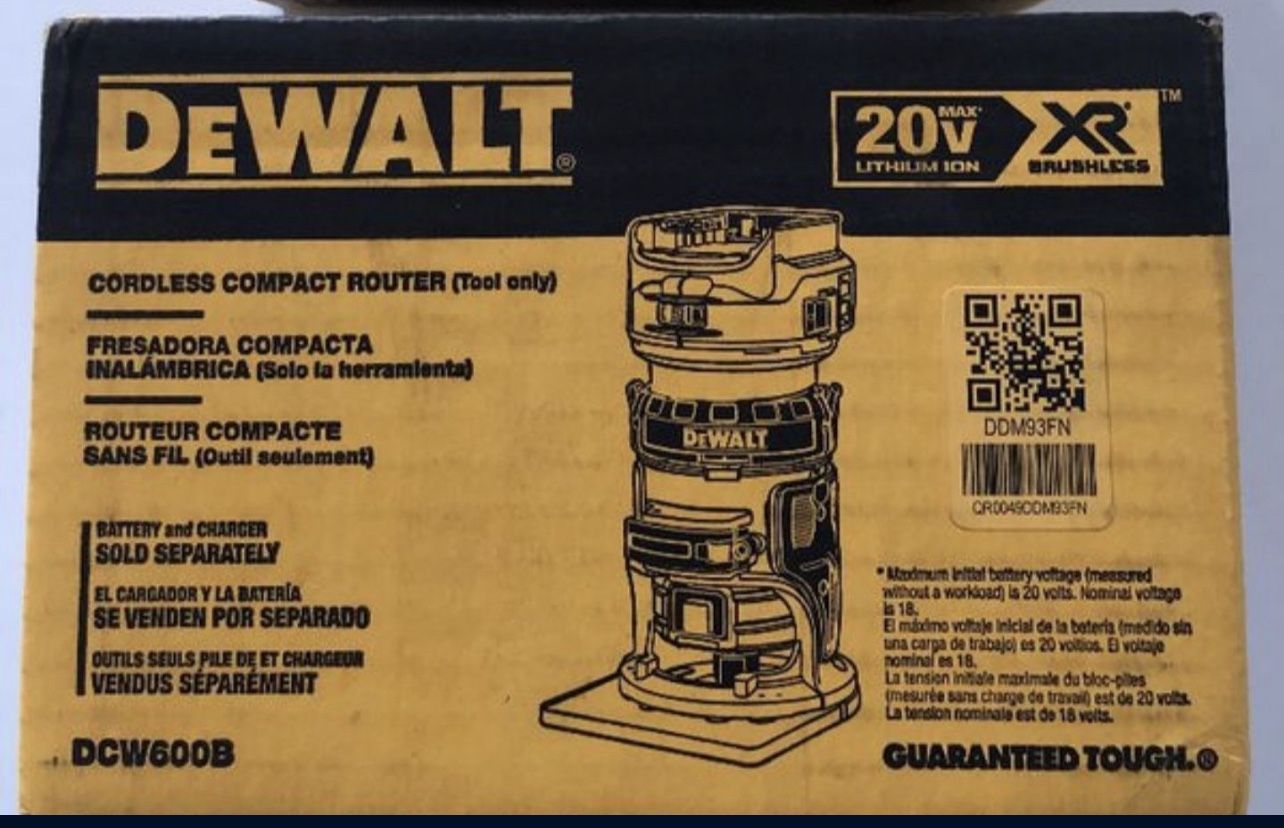 DEWALT®
20V MAX* XR™
LITHIUM ION BRUSHLESS
CORDLESS COMPACT ROUTER (Tool only)
FRESADORA COMPACTA
INALÁMBRICA (Solo la herramienta)
ROUTEUR COMPACTE
SANS FIL (Outil seulement)
BATTERY and CHARGER
SOLD SEPARATELY
EL CARGADOR Y LA BATERÍA
SE VENDEN POR SEPARADO
OUTILS SEULS PILE DE ET CHARGEUR
VENDUS SÉPARÉMENT
DCW600B
DEWALT
DDM93FN
QR0049DDM93FN
* Maximum initial battery voltage (measured
without a workload) is 20 volts. Nominal voltage
is 18.
El máximo voltaje inicial de la batería (medido sin
una carga de trabajo) es 20 voltios. El voltaje
nominal es 18.
La tension initiale maximale du bloc-piles
(mesurée sans charge de travail) est de 20 volts.
La tension nominale est de 18 volts.
GUARANTEED TOUGH.®